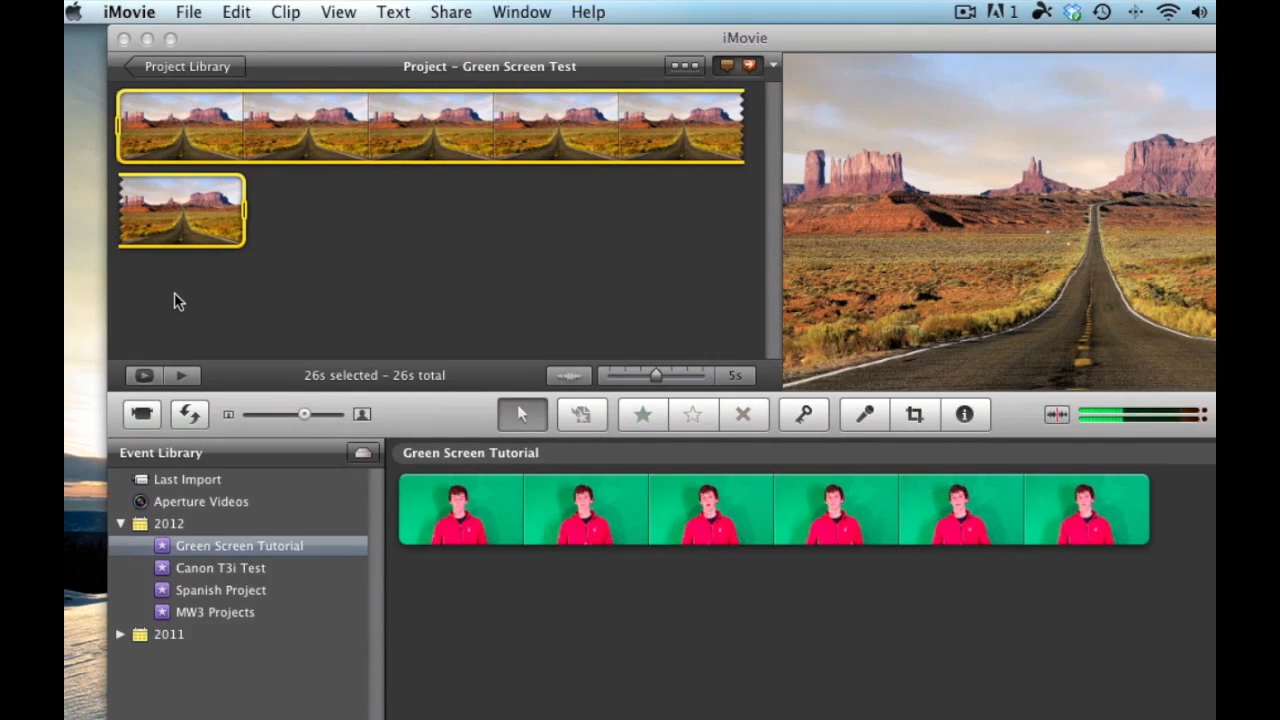 iMovie File Edit Clip View Text Share Window Help 1
iMovie
Project Library Project - Green Screen Test
26s selected - 26s total 5s
Event Library
Green Screen Tutorial
Last Import
Aperture Videos
2012
Green Screen Tutorial
Canon T3i Test
Spanish Project
MW3 Projects
2011